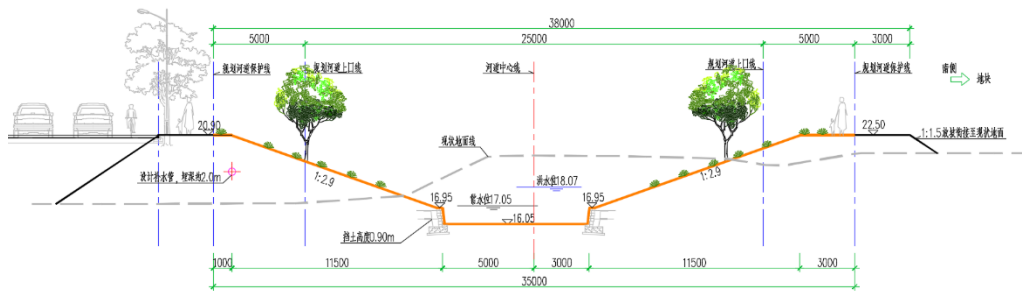 38000
5000
25000
5000
3000
规划河道保护线
规划河道上口线
河道中心线
规划河道上口线
规划河道保护线
南侧
地块
20.90
22.50
1:1.5放坡衔接至现状地面
现状地面线
设计补水管，埋深约2.0m
1:2.9
1:2.9
洪水位18.07
常水位17.05
16.95
16.95
16.05
挡土高度0.90m
1000
11500
5000
3000
11500
3000
35000